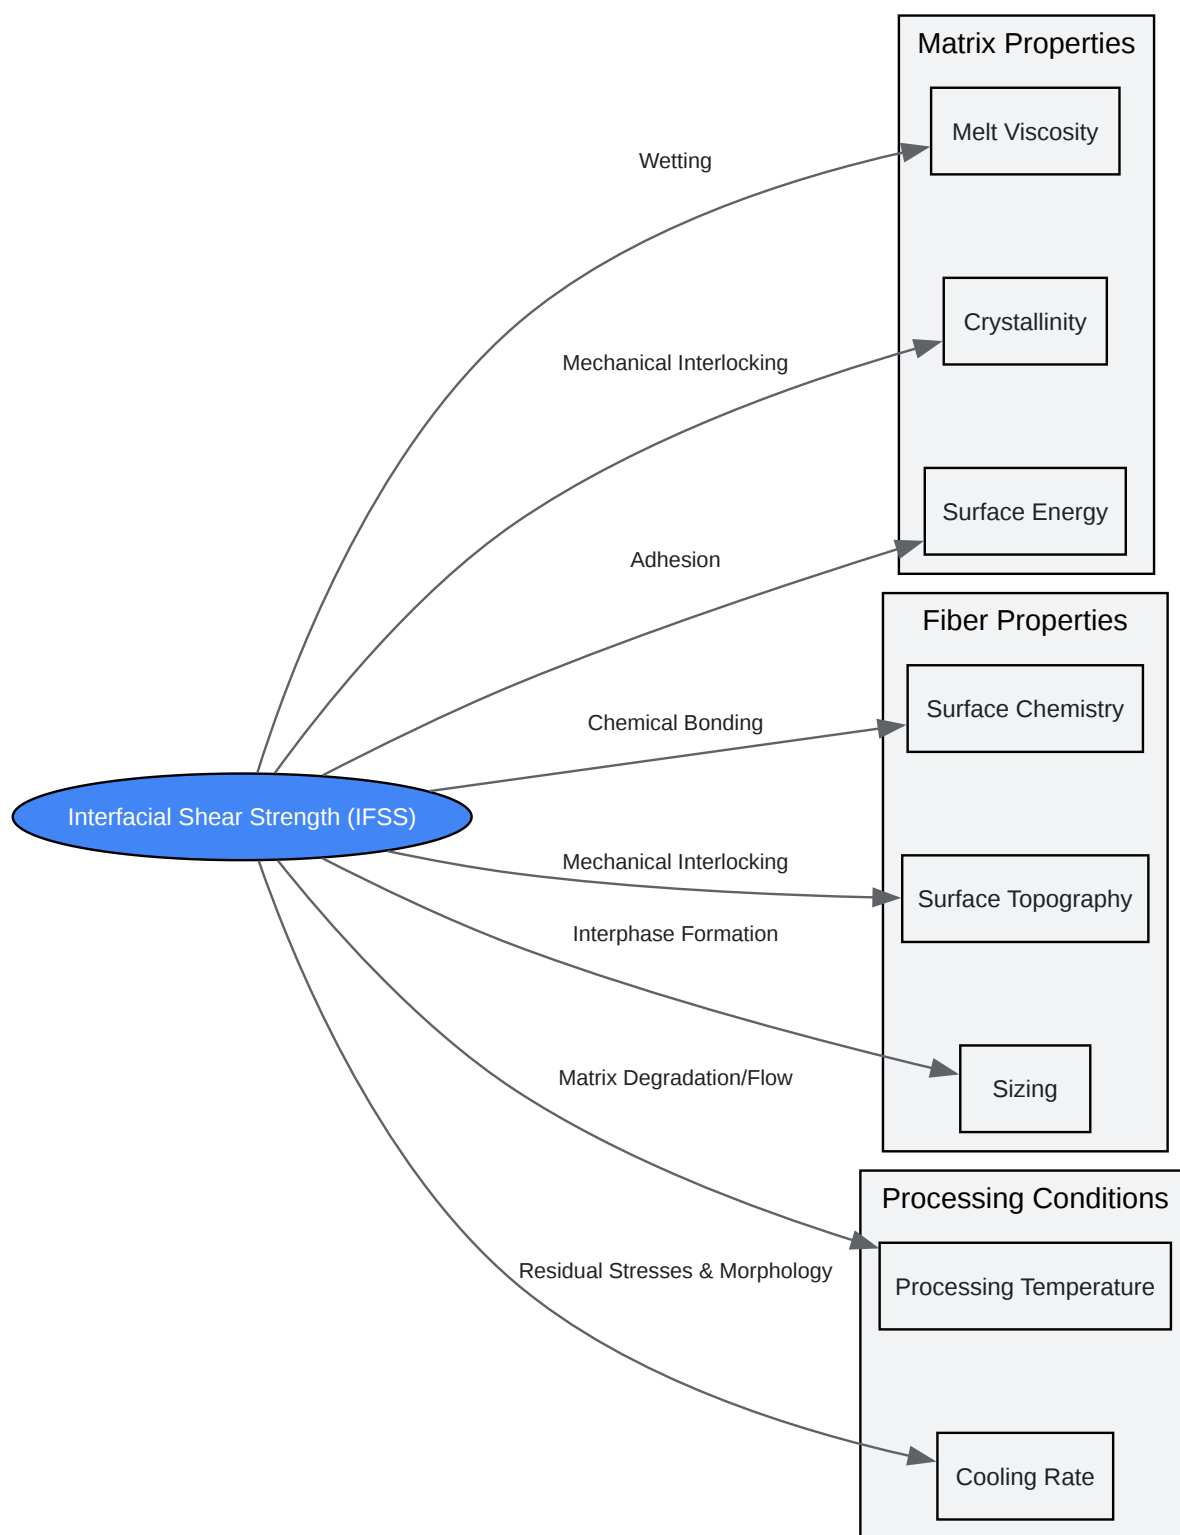 Matrix Properties
Melt Viscosity
Wetting
Crystallinity
Mechanical Interlocking
Surface Energy
Adhesion
Fiber Properties
Surface Chemistry
Chemical Bonding
Interfacial Shear Strength (IFSS)
Mechanical Interlocking
Surface Topography
Interphase Formation
Sizing
Matrix Degradation/Flow
Processing Conditions
Processing Temperature
Residual Stresses & Morphology
Cooling Rate